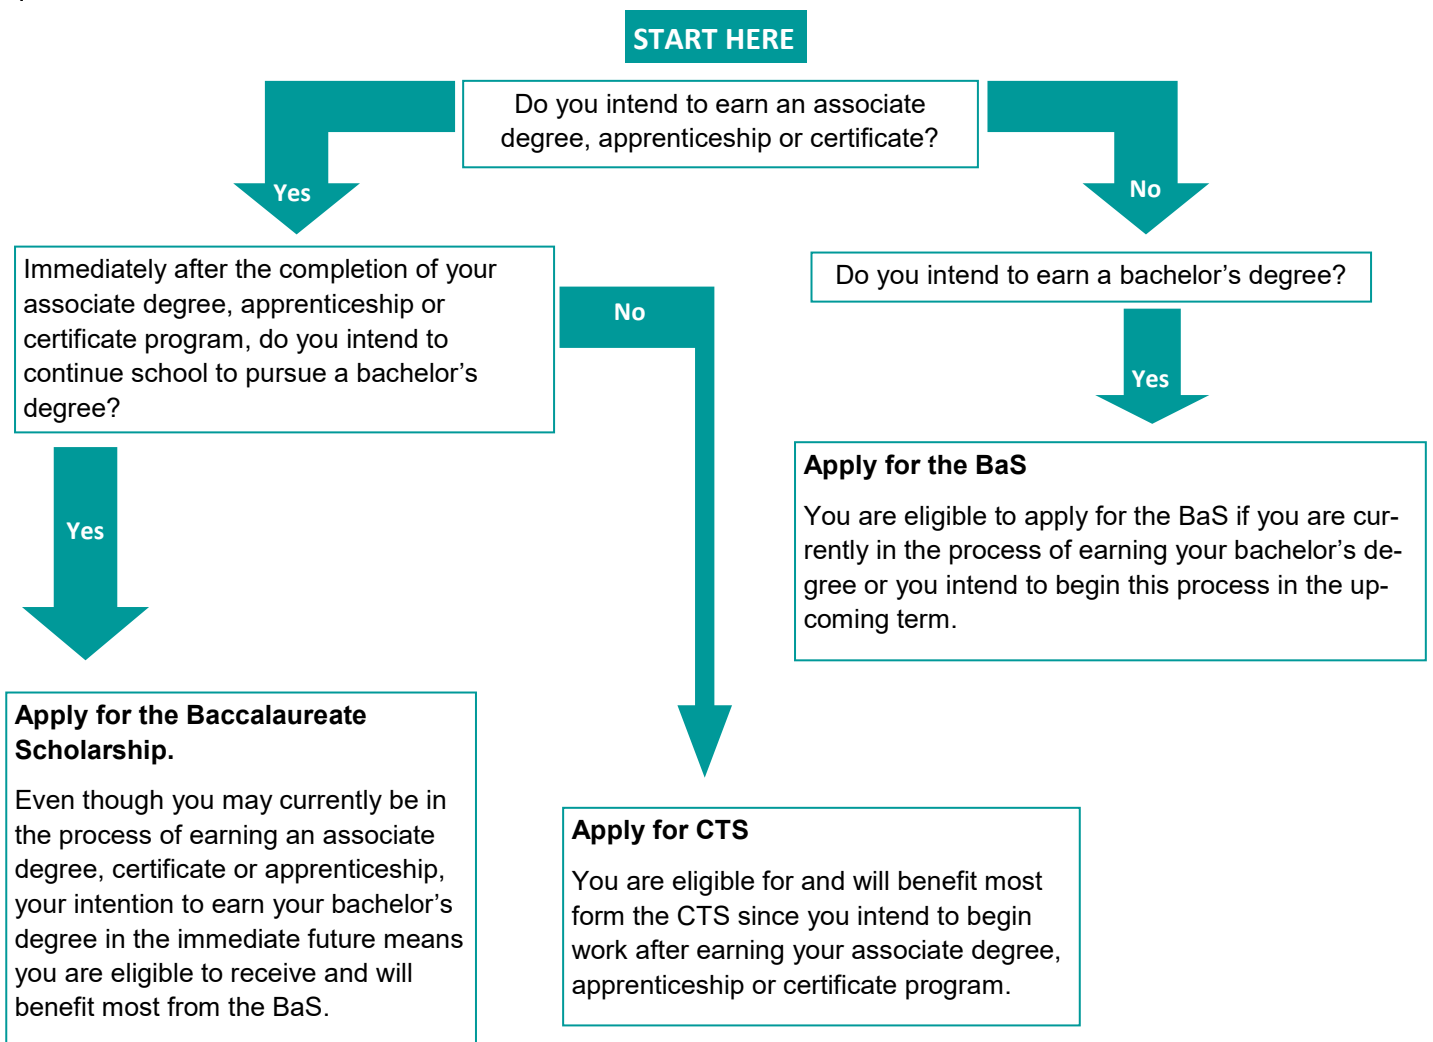 START HERE
Do you intend to earn an associate
degree, apprenticeship or certificate?
Yes
No
Immediately after the completion of your
associate degree, apprenticeship or
certificate program, do you intend to
continue school to pursue a bachelor’s
degree?
No
Do you intend to earn a bachelor’s degree?
Yes
Yes
Apply for the BaS
You are eligible to apply for the BaS if you are cur-
rently in the process of earning your bachelor’s de-
gree or you intend to begin this process in the up-
coming term.
Apply for the Baccalaureate
Scholarship.
Even though you may currently be in
the process of earning an associate
degree, certificate or apprenticeship,
your intention to earn your bachelor’s
degree in the immediate future means
you are eligible to receive and will
benefit most from the BaS.
Apply for CTS
You are eligible for and will benefit most
form the CTS since you intend to begin
work after earning your associate degree,
apprenticeship or certificate program.